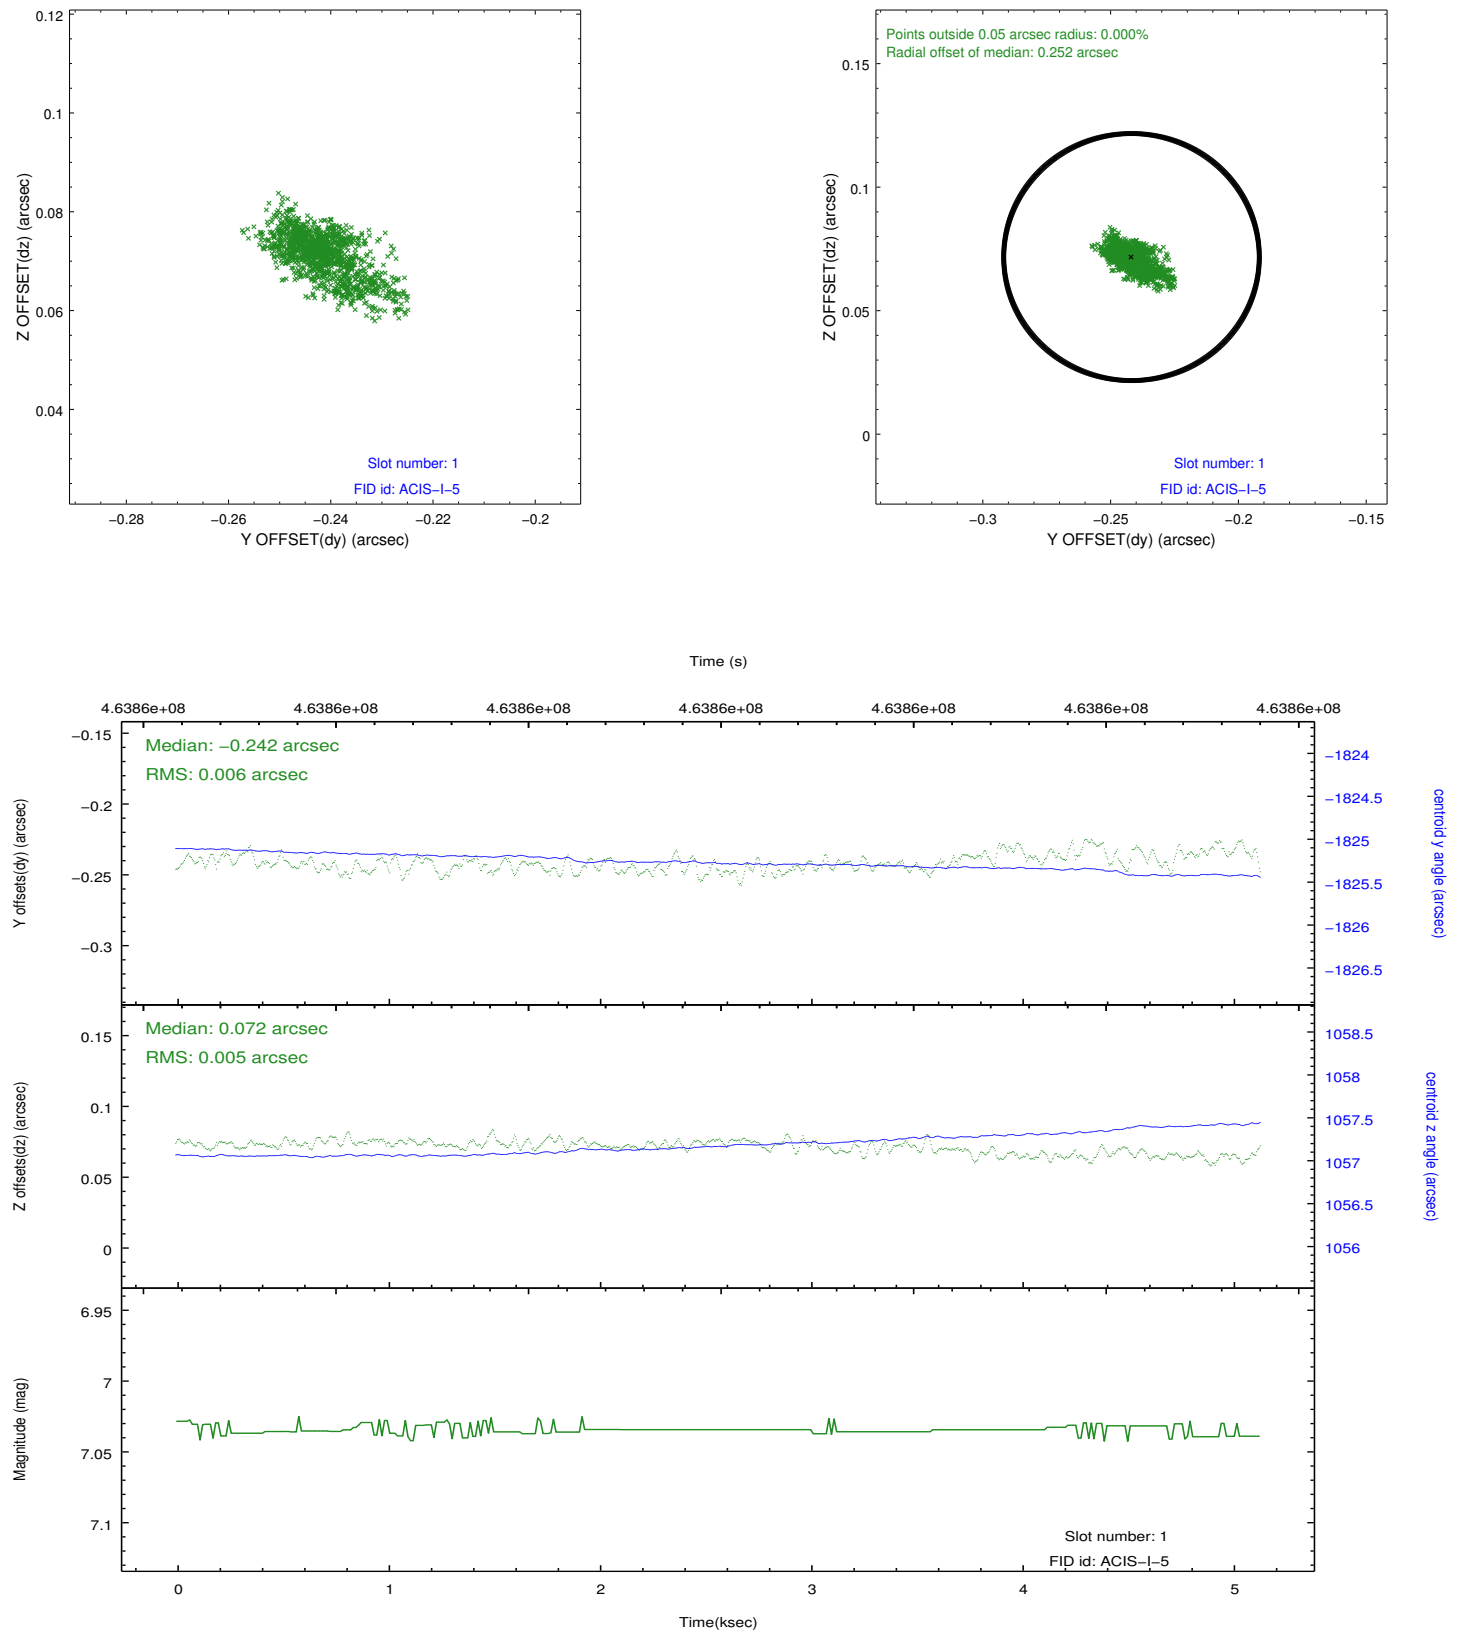 0.12
0.1
0.08
0.06
0.04
Z OFFSET(dz) (arcsec)
−0.28
−0.26
−0.24
−0.22
−0.2
Y OFFSET(dy) (arcsec)
Slot number: 1
FID id: ACIS−I−5
Points outside 0.05 arcsec radius: 0.000%
Radial offset of median: 0.252 arcsec
0.15
0.1
0.05
0
Z OFFSET(dz) (arcsec)
Slot number: 1
FID id: ACIS−I−5
−0.3
−0.25
−0.2
−0.15
Y OFFSET(dy) (arcsec)
Time (s)
4.6386e+08
4.6386e+08
4.6386e+08
4.6386e+08
4.6386e+08
4.6386e+08
4.6386e+08
Median: −0.242 arcsec
RMS: 0.006 arcsec
−0.15
−0.2
−0.25
−0.3
Y offsets(dy) (arcsec)
−1824
−1824.5
−1825
−1825.5
−1826
−1826.5
centroid y angle (arcsec)
Median: 0.072 arcsec
RMS: 0.005 arcsec
0.15
0.1
0.05
0
Z offsets(dz) (arcsec)
1058.5
1058
1057.5
1057
1056.5
1056
centroid z angle (arcsec)
6.95
7
7.05
7.1
Magnitude (mag)
Slot number: 1
FID id: ACIS−I−5
0
1
2
3
4
5
Time(ksec)